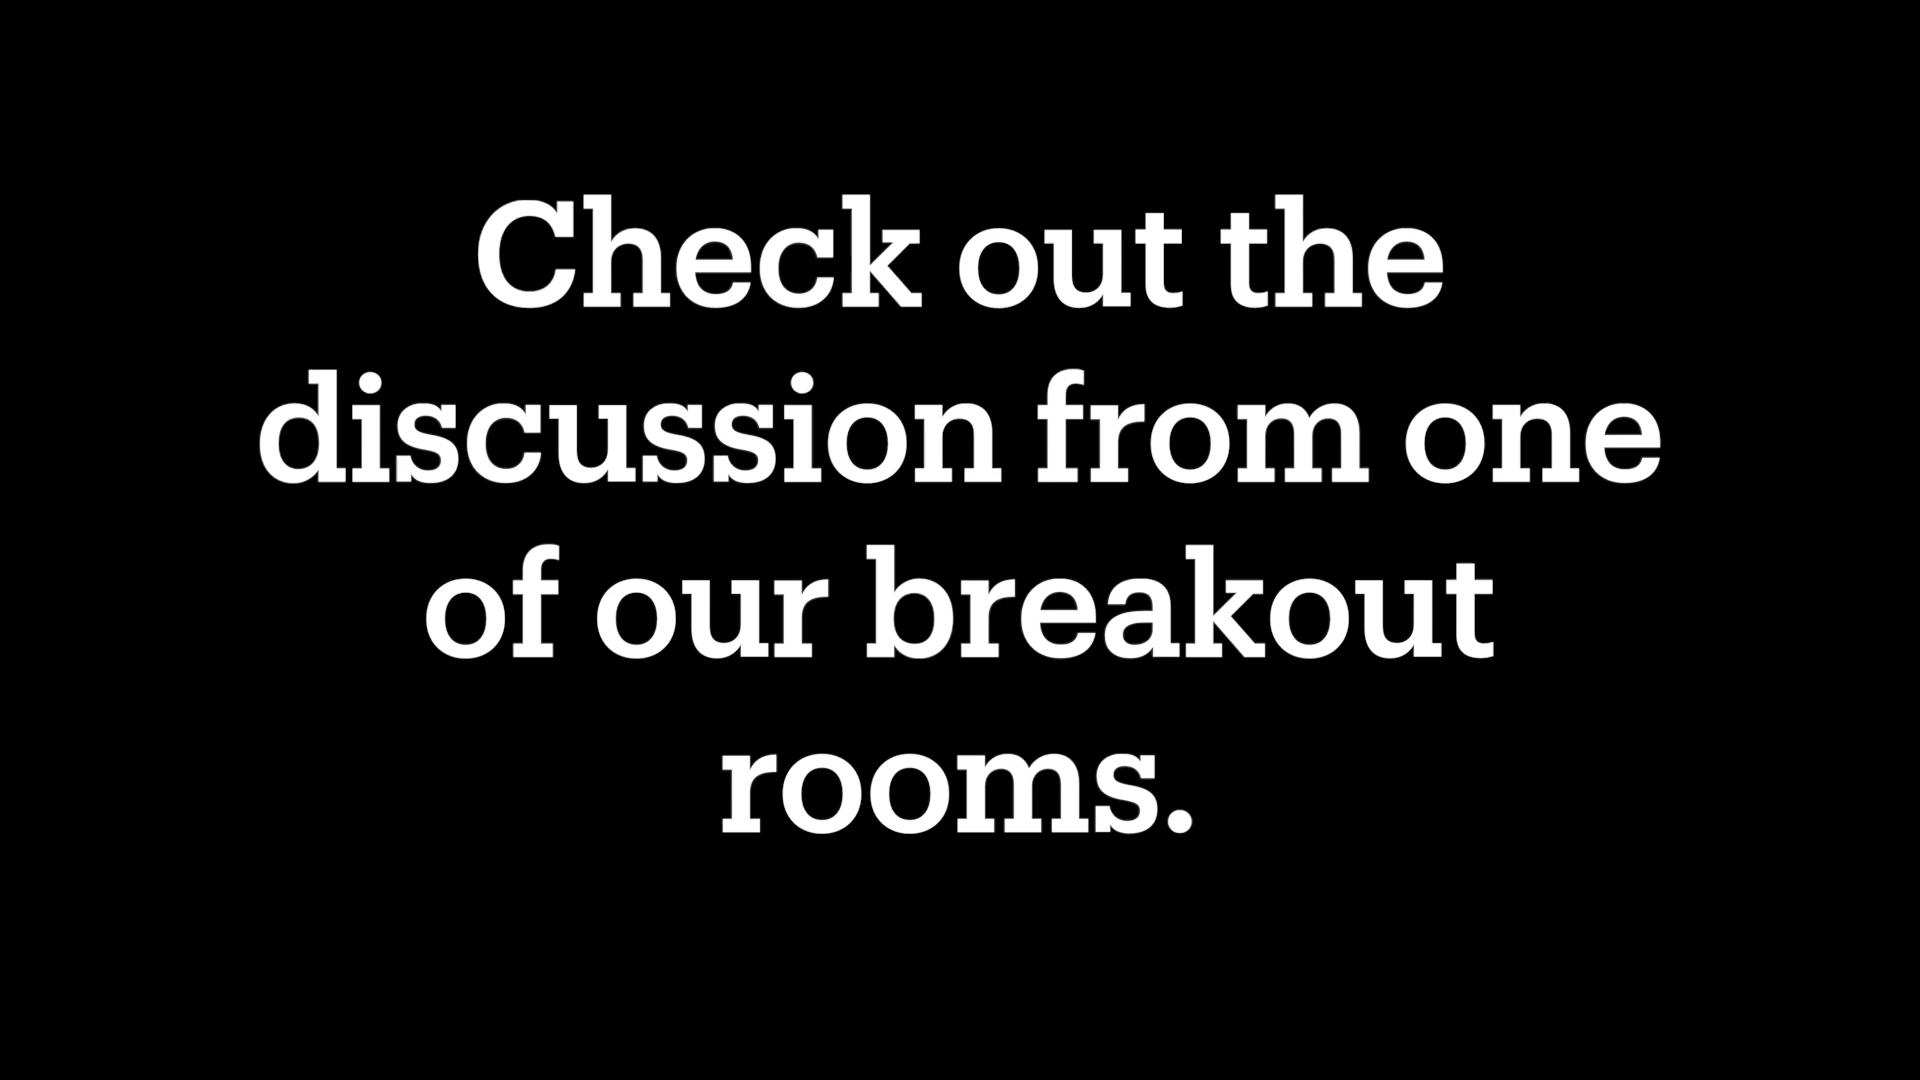 Check out the
discussion from one
of our breakout
rooms.